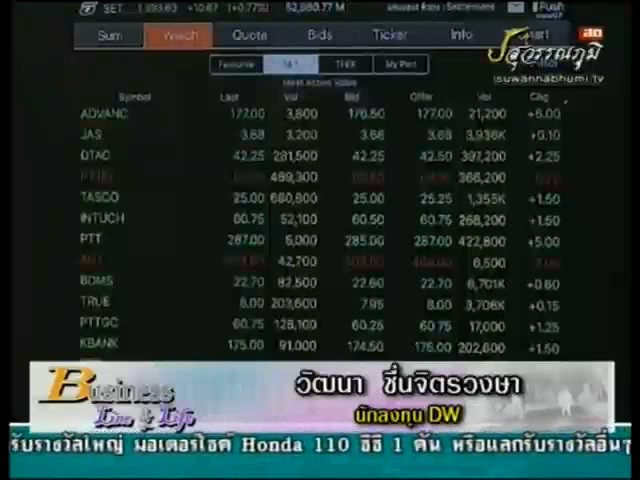 SET
Sum Watch Quote Bids Ticker Info
สุวรรณภูมิ
สด
isuwannabhumi.tv
Favourite SET TFEX My Port
Most Active Value
Symbol Last Vol Bid Offer Vol Chg
ADVANC 177.00 3,800 176.50 177.00 21,200 +6.00
JAS 3.68 3,200 3.66 3.68 3,936K +0.10
DTAC 42.25 281,500 42.25 42.50 397,200 +2.25
469,300 366,200
TASCO 25.00 660,800 25.00 25.25 1,355K +1.50
INTUCH 60.75 52,100 60.50 60.75 268,200 +1.50
PTT 287.00 6,000 285.00 287.00 422,800 +5.00
42,700 6,500
BDMS 22.70 82,500 22.60 22.70 6,701K +0.60
TRUE 8.00 203,600 7.95 8.00 3,708K +0.15
PTTGC 60.75 128,100 60.25 60.75 17,000 +1.25
KBANK 175.00 91,000 174.50 175.00 202,600 +1.50
Business
Line & Life
วัฒนา ชื่นจิตรวงษา
นักลงทุน DW
รับรางวัลใหญ่ มอเตอร์ไซต์ Honda 110 ซีซี 1 คัน หรือแลกรับรางวัลอื่นๆ